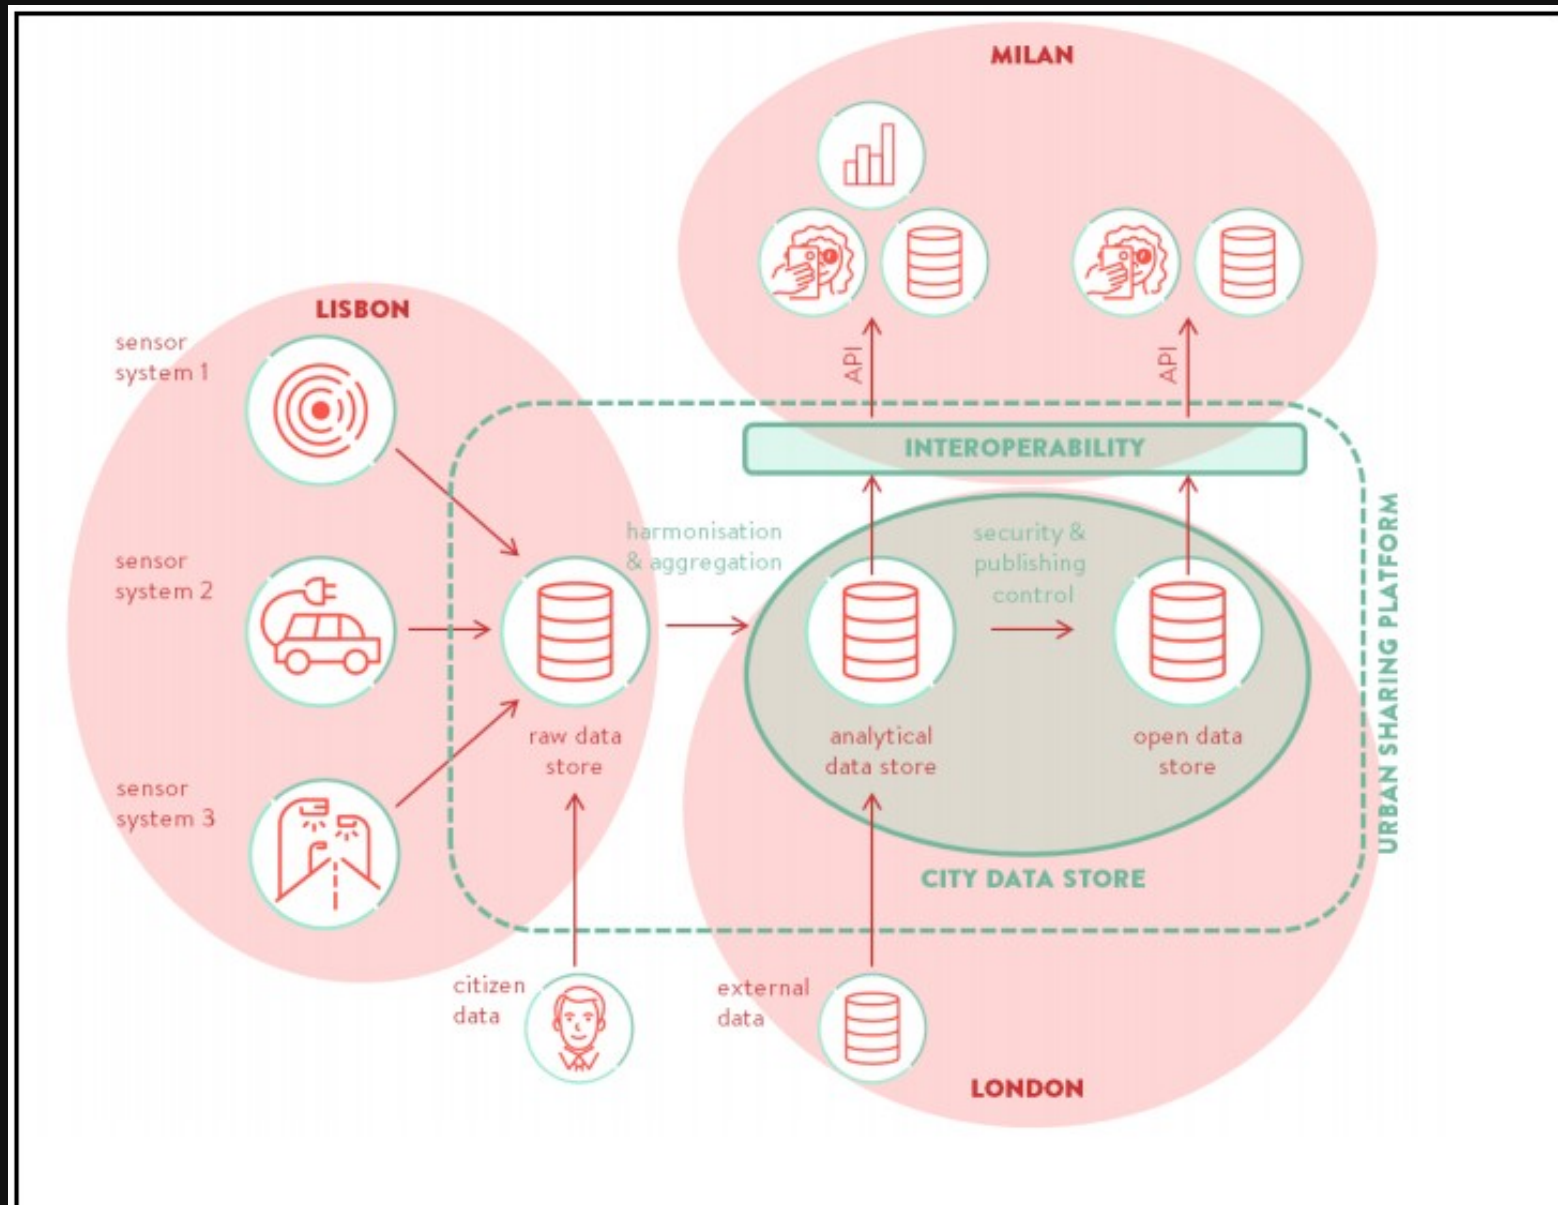 MILAN
LISBON
sensor
system 1
API
API
INTEROPERABILITY
harmonisation
& aggregation
security &
publishing
control
sensor
system 2
URBAN SHARING PLATFORM
raw data
store
analytical
data store
open data
store
sensor
system 3
CITY DATA STORE
citizen
data
external
data
LONDON